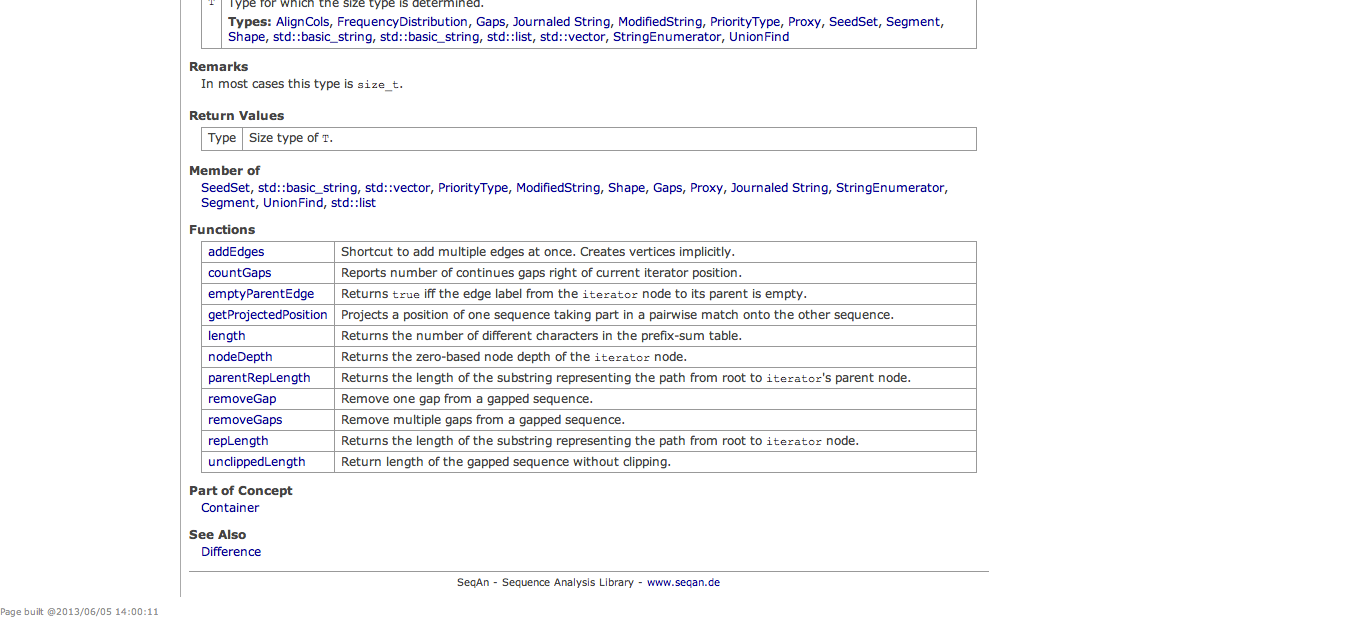 T Type for which the size type is determined.
Types: AlignCols, FrequencyDistribution, Gaps, Journaled String, ModifiedString, PriorityType, Proxy, SeedSet, Segment,
Shape, std::basic_string, std::basic_string, std::list, std::vector, StringEnumerator, UnionFind
Remarks
In most cases this type is size_t.
Return Values
Type Size type of T.
Member of
SeedSet, std::basic_string, std::vector, PriorityType, ModifiedString, Shape, Gaps, Proxy, Journaled String, StringEnumerator,
Segment, UnionFind, std::list
Functions
addEdges Shortcut to add multiple edges at once. Creates vertices implicitly.
countGaps Reports number of continues gaps right of current iterator position.
emptyParentEdge Returns true iff the edge label from the iterator node to its parent is empty.
getProjectedPosition Projects a position of one sequence taking part in a pairwise match onto the other sequence.
length Returns the number of different characters in the prefix-sum table.
nodeDepth Returns the zero-based node depth of the iterator node.
parentRepLength Returns the length of the substring representing the path from root to iterator's parent node.
removeGap Remove one gap from a gapped sequence.
removeGaps Remove multiple gaps from a gapped sequence.
repLength Returns the length of the substring representing the path from root to iterator node.
unclippedLength Return length of the gapped sequence without clipping.
Part of Concept
Container
See Also
Difference
SeqAn - Sequence Analysis Library - www.seqan.de
Page built @2013/06/05 14:00:11